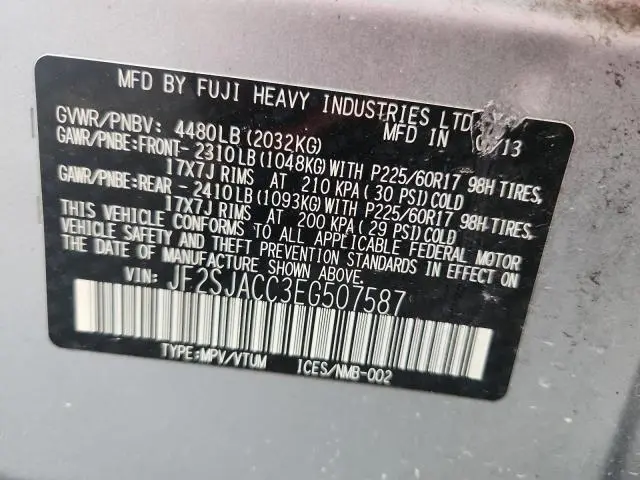 MFD BY FUJI HEAVY INDUSTRIES LTD.
MFD IN /13
GVWR/PNBV: 4480LB(2032KG)
GAWR/PNBE:FRONT-2310LB(1048KG)WITH P225/60R17 98H TIRES,
17X7J RIMS AT 210 KPA(30 PSI)COLD
GAWR/PNBE:REAR -2410LB(1093KG)WITH P225/60R17 98H-TIRES,
17X7J RIMS AT 200 KPA(29 PSI)COLD
THIS VEHICLE CONFORMS TO ALL APPLICABLE FEDERAL MOTOR
VEHICLE SAFETY AND THEFT PREVENTION STANDARDS IN EFFECT ON
THE DATE OF MANUFACTURE SHOWN ABOVE.
VIN: JF2SJACC3EG507587
TYPE:MPV/VTUM ICES/NMB-002